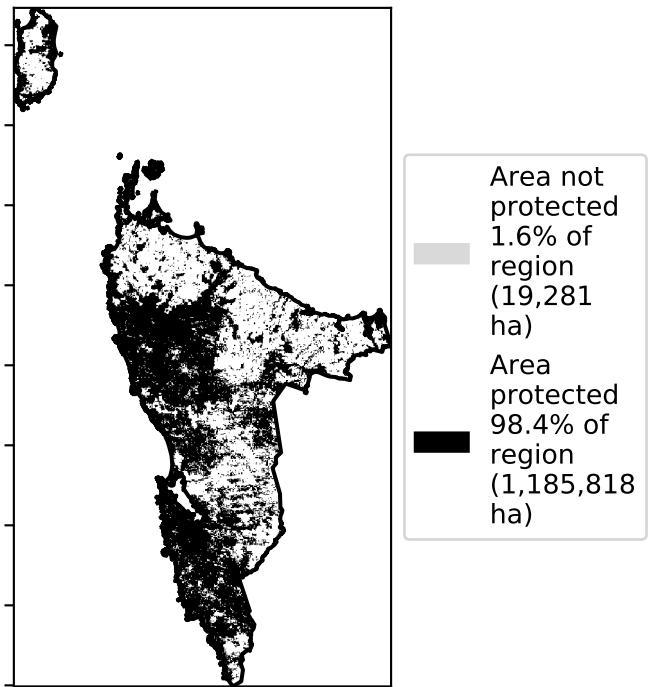 Area not
protected
1.6% of
region
(19,281
ha)
Area
protected
98.4% of
region
(1,185,818
ha)